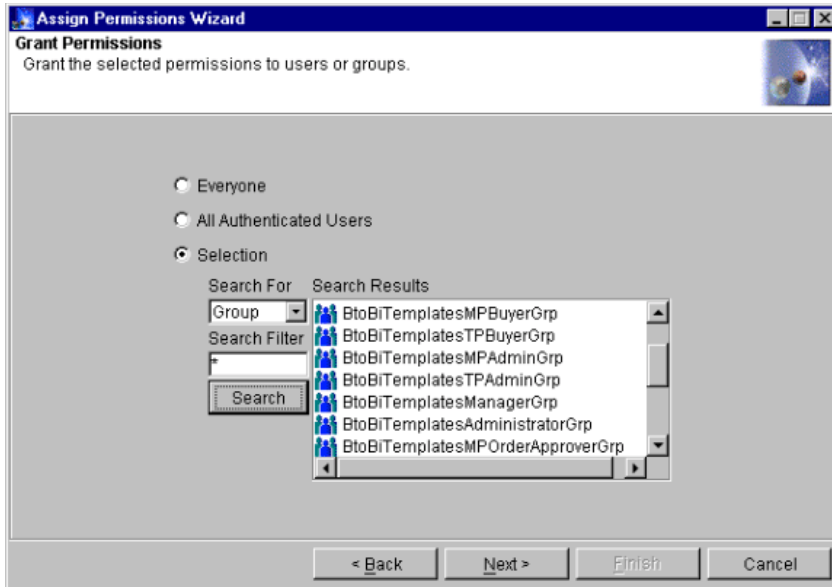 Assign Permissions Wizard
Grant Permissions
Grant the selected permissions to users or groups.
Everyone
All Authenticated Users
Selection
Search For
Search Results
Group
Search Filter
*
Search
BtoBiTemplatesMPBuyerGrp
BtoBiTemplatesTPBuyerGrp
BtoBiTemplatesMPAdminGrp
BtoBiTemplatesTPAdminGrp
BtoBiTemplatesManagerGrp
BtoBiTemplatesAdministratorGrp
BtoBiTemplatesMPOrderApproverGrp
< Back
Next >
Finish
Cancel